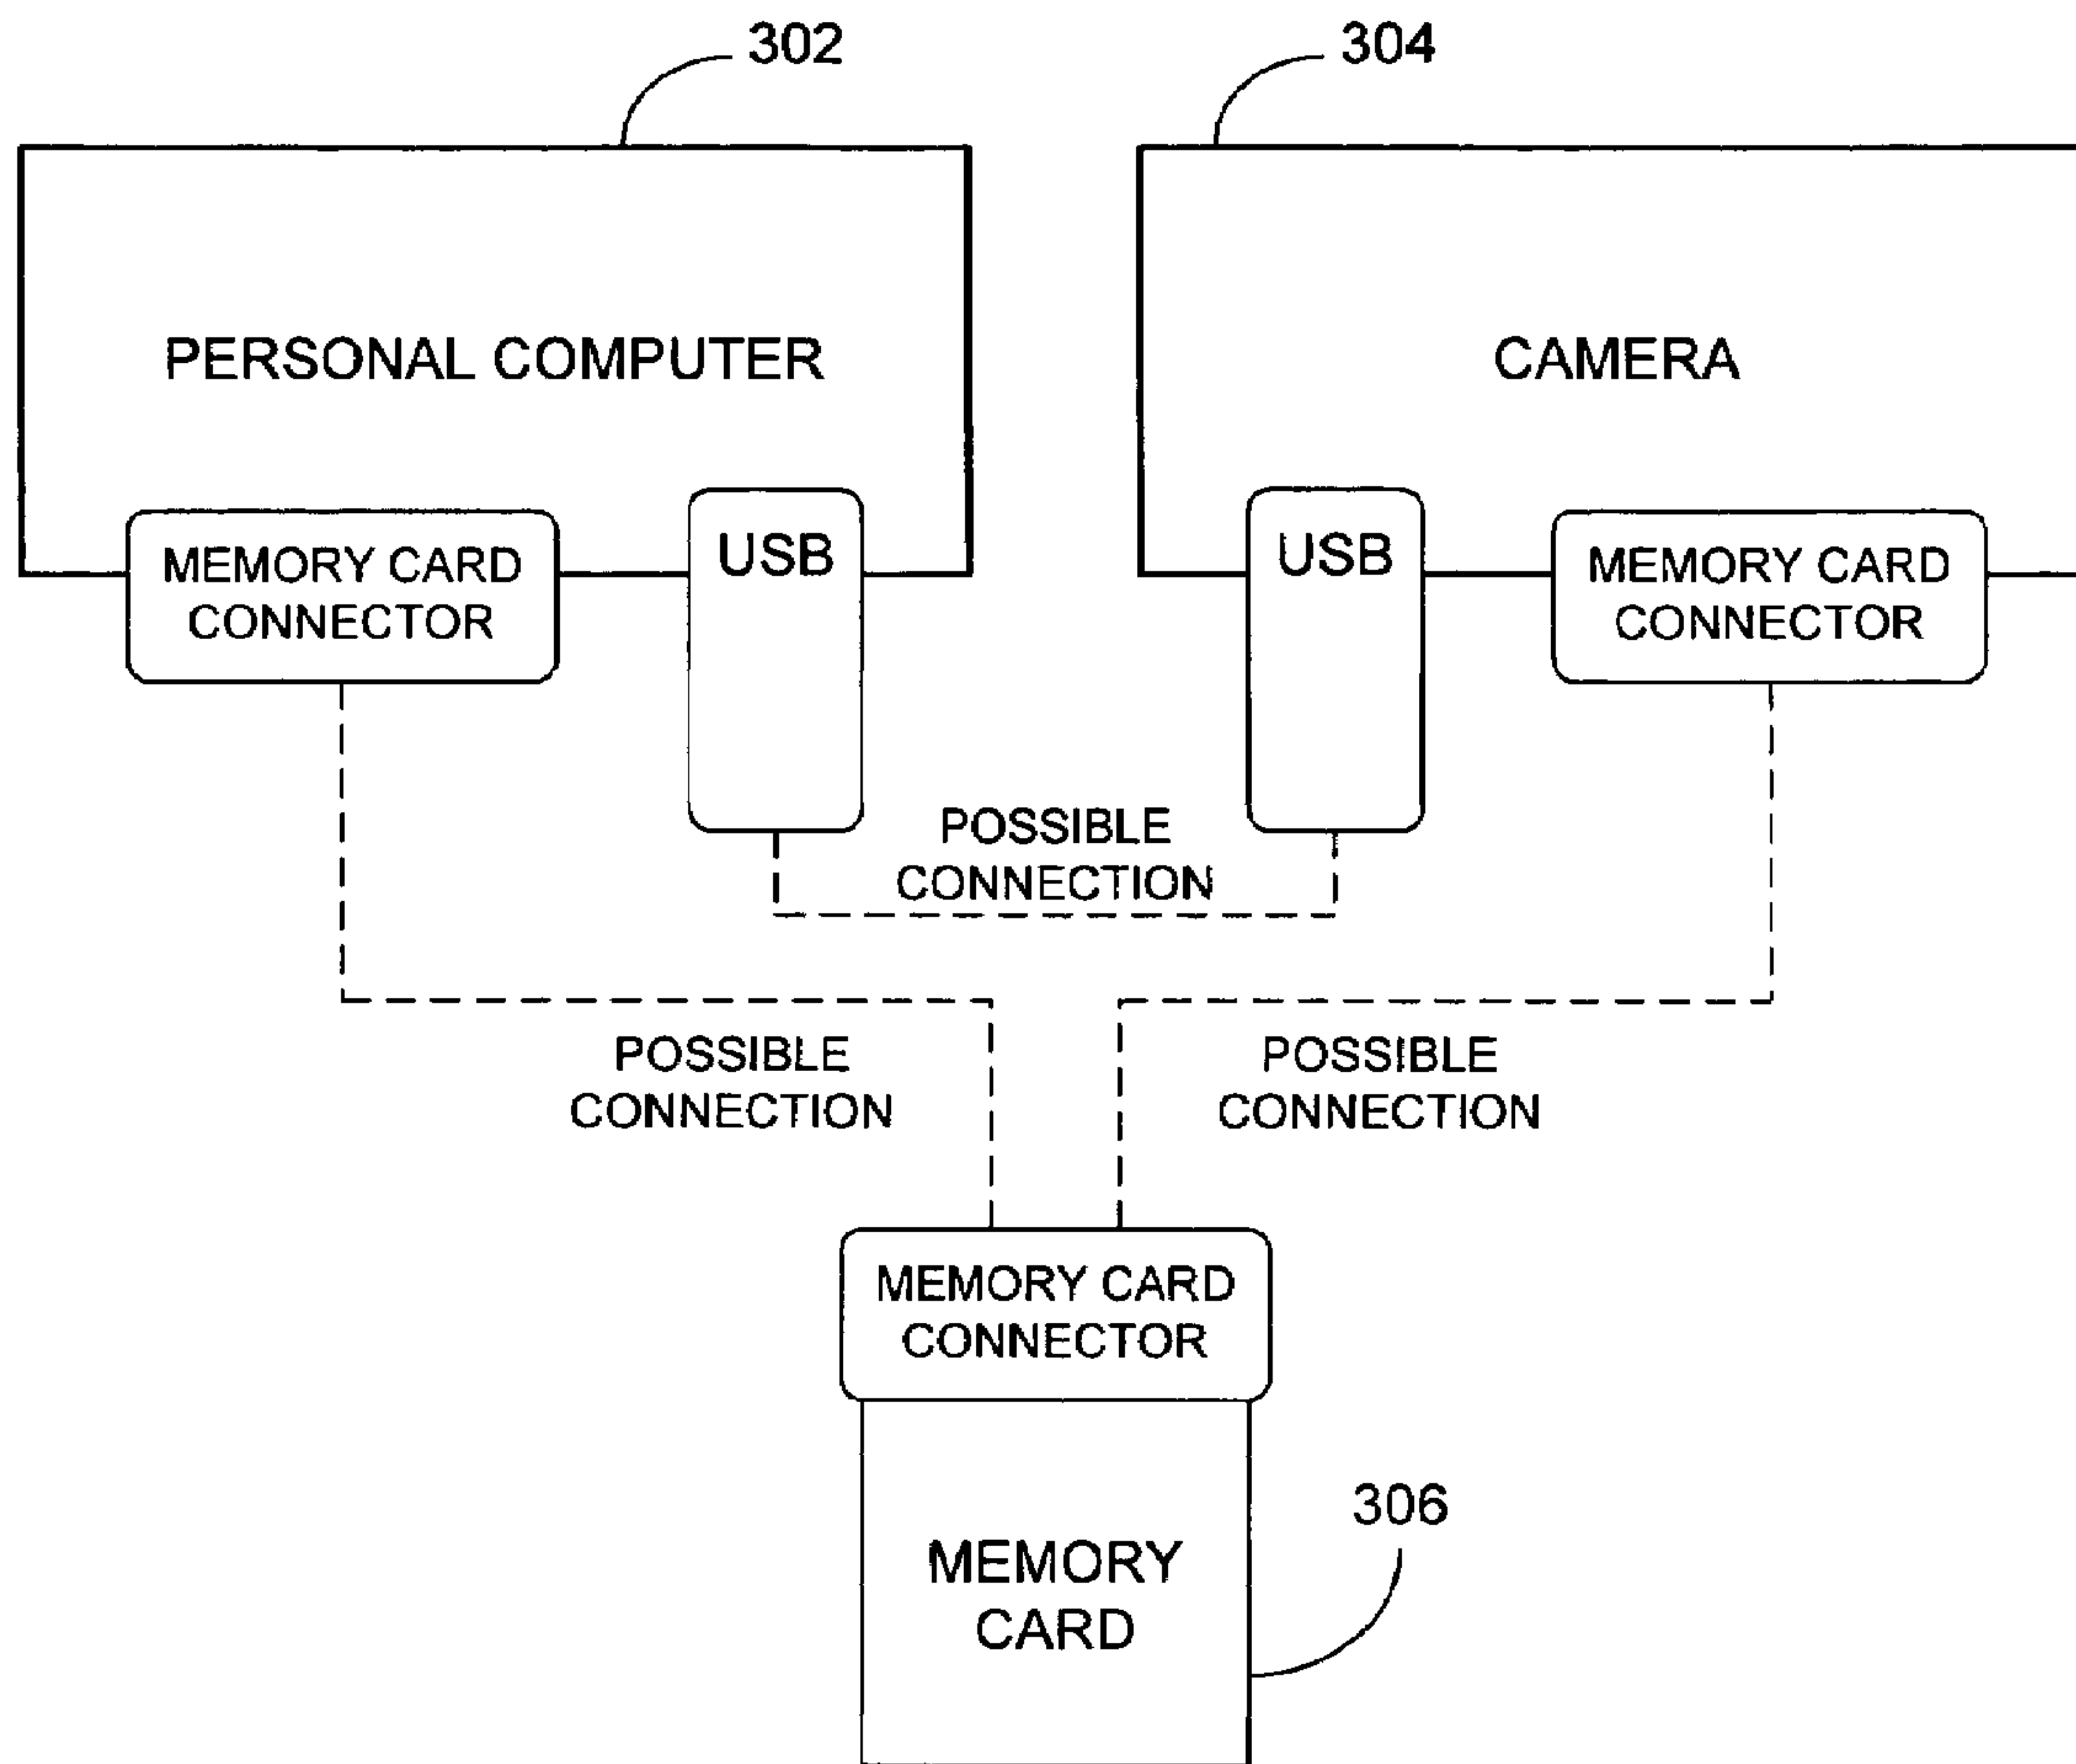 302
304
PERSONAL COMPUTER
CAMERA
MEMORY CARD
CONNECTOR
USB
USB
MEMORY CARD
CONNECTOR
POSSIBLE
CONNECTION
POSSIBLE
CONNECTION
POSSIBLE
CONNECTION
MEMORY CARD
CONNECTOR
306
MEMORY
CARD